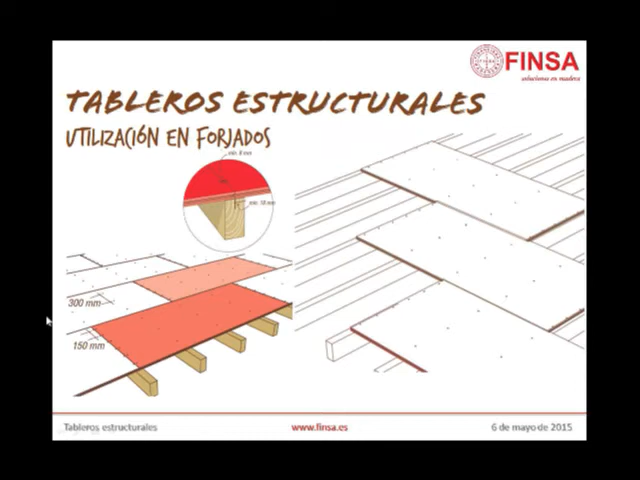 FINSA
soluciones en madera
TABLEROS ESTRUCTURALES
UTILIZACIÓN EN FORJADOS
300 mm
150 mm
Tableros estructurales
www.finsa.es
6 de mayo de 2015